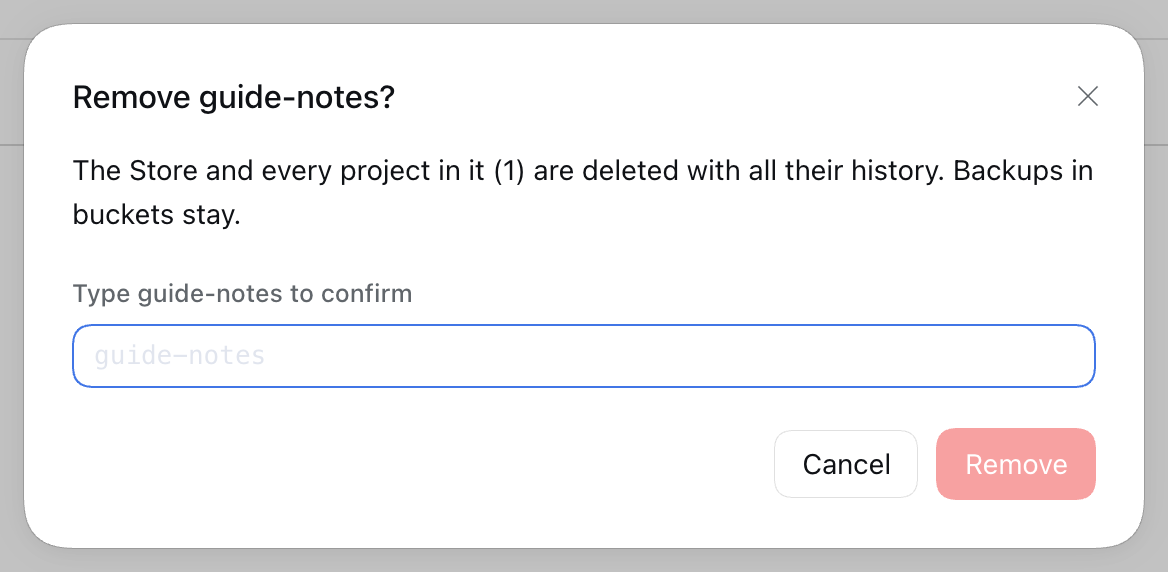 Remove guide-notes?
The Store and every project in it (1) are deleted with all their history. Backups in
buckets stay.
Type guide-notes to confirm
guide-notes
Cancel
Remove